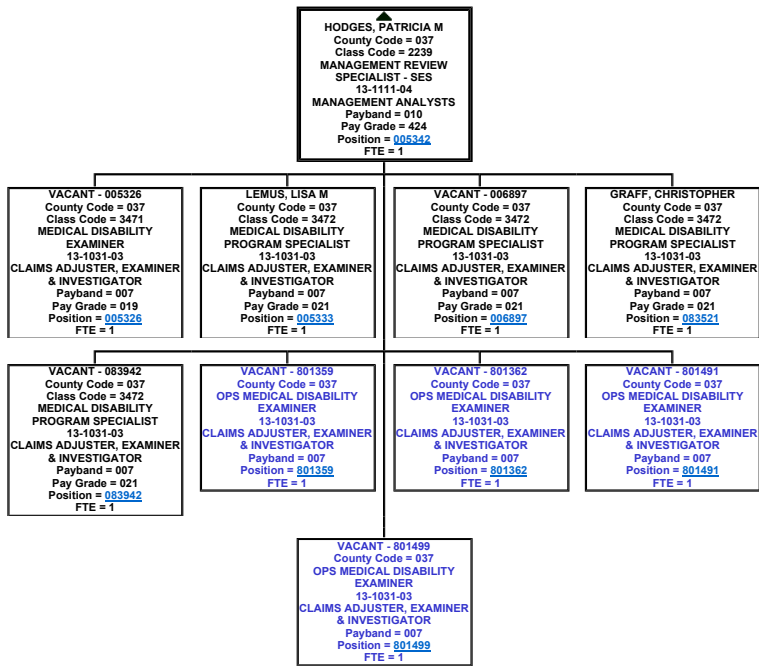 HODGES, PATRICIA M
County Code = 037
Class Code = 2239
MANAGEMENT REVIEW
SPECIALIST - SES
13-1111-04
MANAGEMENT ANALYSTS
Payband = 010
Pay Grade = 424
Position = 005342
FTE = 1
VACANT - 005326
County Code = 037
Class Code = 3471
MEDICAL DISABILITY
EXAMINER
13-1031-03
CLAIMS ADJUSTER, EXAMINER
& INVESTIGATOR
Payband = 007
Pay Grade = 019
Position = 005326
FTE = 1
LEMUS, LISA M
County Code = 037
Class Code = 3472
MEDICAL DISABILITY
PROGRAM SPECIALIST
13-1031-03
CLAIMS ADJUSTER, EXAMINER
& INVESTIGATOR
Payband = 007
Pay Grade = 021
Position = 005333
FTE = 1
VACANT - 006897
County Code = 037
Class Code = 3472
MEDICAL DISABILITY
PROGRAM SPECIALIST
13-1031-03
CLAIMS ADJUSTER, EXAMINER
& INVESTIGATOR
Payband = 007
Pay Grade = 021
Position = 006897
FTE = 1
GRAFF, CHRISTOPHER
County Code = 037
Class Code = 3472
MEDICAL DISABILITY
PROGRAM SPECIALIST
13-1031-03
CLAIMS ADJUSTER, EXAMINER
& INVESTIGATOR
Payband = 007
Pay Grade = 021
Position = 083521
FTE = 1
VACANT - 083942
County Code = 037
Class Code = 3472
MEDICAL DISABILITY
PROGRAM SPECIALIST
13-1031-03
CLAIMS ADJUSTER, EXAMINER
& INVESTIGATOR
Payband = 007
Pay Grade = 021
Position = 083942
FTE = 1
VACANT - 801359
County Code = 037
OPS MEDICAL DISABILITY
EXAMINER
13-1031-03
CLAIMS ADJUSTER, EXAMINER
& INVESTIGATOR
Payband = 007
Position = 801359
FTE = 1
VACANT - 801362
County Code = 037
OPS MEDICAL DISABILITY
EXAMINER
13-1031-03
CLAIMS ADJUSTER, EXAMINER
& INVESTIGATOR
Payband = 007
Position = 801362
FTE = 1
VACANT - 801491
County Code = 037
OPS MEDICAL DISABILITY
EXAMINER
13-1031-03
CLAIMS ADJUSTER, EXAMINER
& INVESTIGATOR
Payband = 007
Position = 801491
FTE = 1
VACANT - 801499
County Code = 037
OPS MEDICAL DISABILITY
EXAMINER
13-1031-03
CLAIMS ADJUSTER, EXAMINER
& INVESTIGATOR
Payband = 007
Position = 801499
FTE = 1